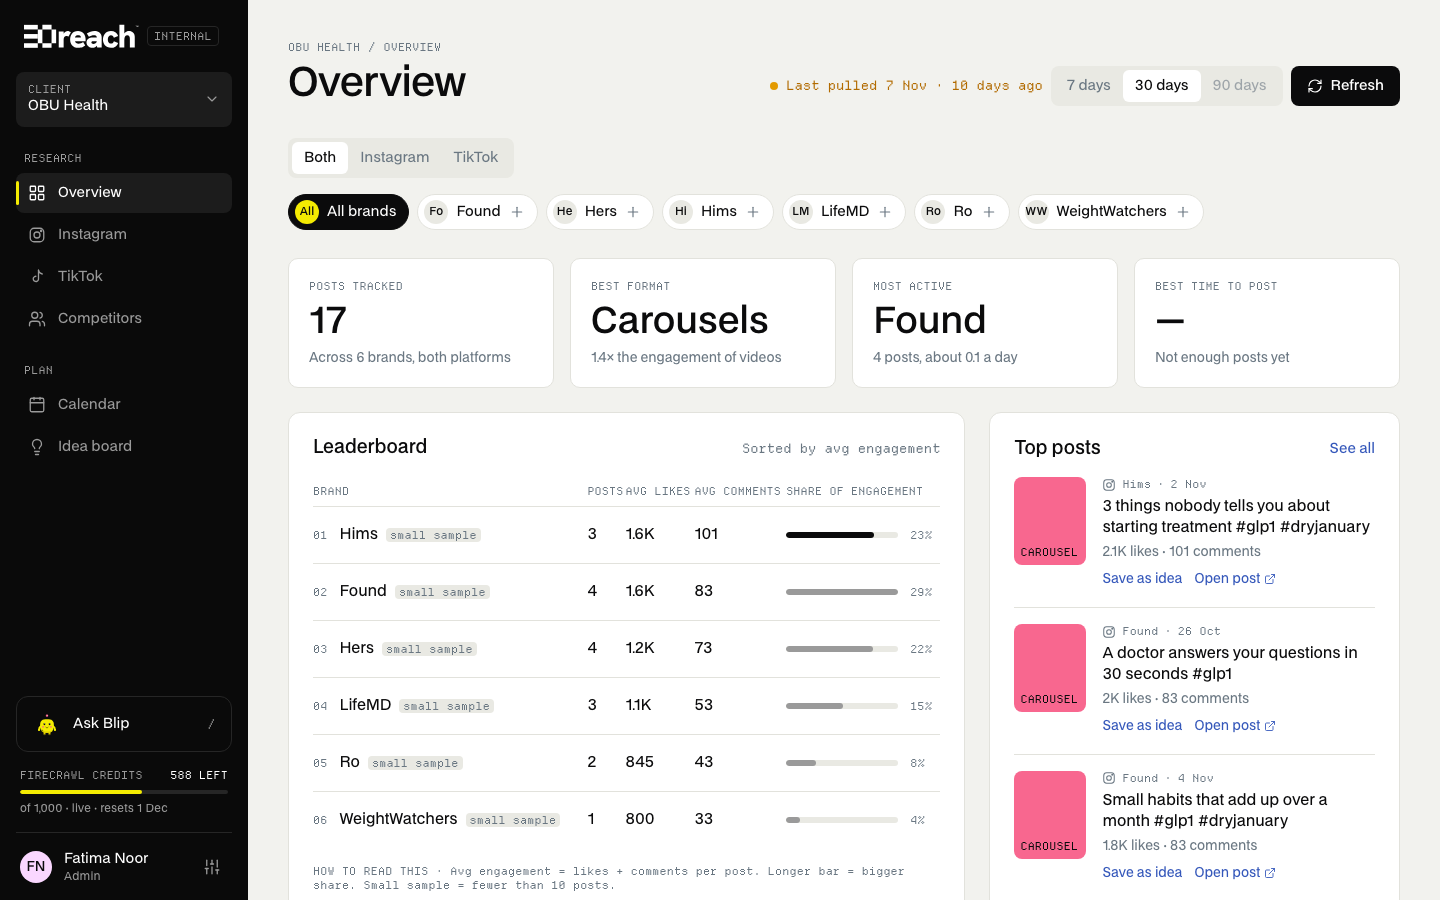 reach
INTERNAL
CLIENT
OBU Health
RESEARCH
Overview
Instagram
TikTok
Competitors
PLAN
Calendar
Idea board
Ask Blip
/
FIRECRAWL CREDITS
588 LEFT
of 1,000 · live · resets 1 Dec
FN
Fatima Noor
Admin
OBU HEALTH / OVERVIEW
Overview
Last pulled 7 Nov · 10 days ago
7 days
30 days
90 days
Refresh
Both
Instagram
TikTok
All All brands
Fo Found +
He Hers +
Hi Hims +
LM LifeMD +
Ro Ro +
WW WeightWatchers +
POSTS TRACKED
17
Across 6 brands, both platforms
BEST FORMAT
Carousels
1.4× the engagement of videos
MOST ACTIVE
Found
4 posts, about 0.1 a day
BEST TIME TO POST
—
Not enough posts yet
Leaderboard
Sorted by avg engagement
BRAND POSTS AVG LIKES AVG COMMENTS SHARE OF ENGAGEMENT
01 Hims small sample 3 1.6K 101 23%
02 Found small sample 4 1.6K 83 29%
03 Hers small sample 4 1.2K 73 22%
04 LifeMD small sample 3 1.1K 53 15%
05 Ro small sample 2 845 43 8%
06 WeightWatchers small sample 1 800 33 4%
HOW TO READ THIS · Avg engagement = likes + comments per post. Longer bar = bigger
share. Small sample = fewer than 10 posts.
Top posts
See all
CAROUSEL
Hims · 2 Nov
3 things nobody tells you about
starting treatment #glp1 #dryjanuary
2.1K likes · 101 comments
Save as idea Open post
CAROUSEL
Found · 26 Oct
A doctor answers your questions in
30 seconds #glp1
2K likes · 83 comments
Save as idea Open post
CAROUSEL
Found · 4 Nov
Small habits that add up over a
month #glp1 #dryjanuary
1.8K likes · 83 comments
Save as idea Open post